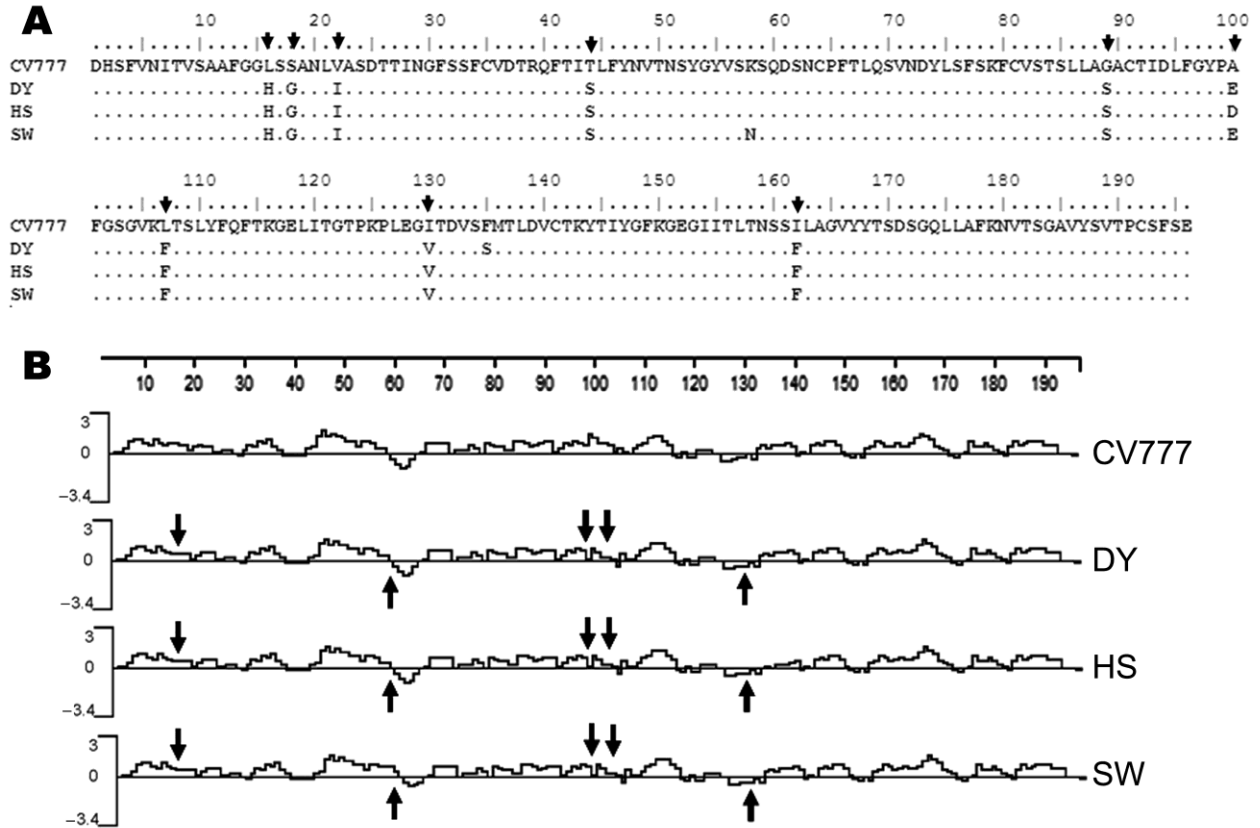 A
10 20 30 40 50 60 70 80 90 100
CV777 DHSFVNITVSAAFGGLSSANLVASDTTINGFSSFCVDTRQFTITLFYNVTNSYGYVSKSQDSNCPFTLQSVNDYLSFSKFCVSTSLLAGACTIDLFGYPA
DY ...............H.G...I.....................S............................................S..........E
HS ...............H.G...I.....................S............................................S..........D
SW ...............H.G...I.....................S.............N..............................S..........E
110 120 130 140 150 160 170 180 190
CV777 FGSGVKLTSLYFQFTKGELITGTPKPLEGITDVSFMTLDVCTKYTIYGFKGEGIITLTNSSILAGVYYTSDSGQLLAFKNVTSGAVYSVTPCSFSE
DY ......F......................V....S..........................F..................................
HS ......F......................V...............................F..................................
SW ......F......................V...............................F..................................
B
10 20 30 40 50 60 70 80 90 100 110 120 130 140 150 160 170 180 190
3
0
−3.4
CV777
3
0
−3.4
DY
3
0
−3.4
HS
3
0
−3.4
SW